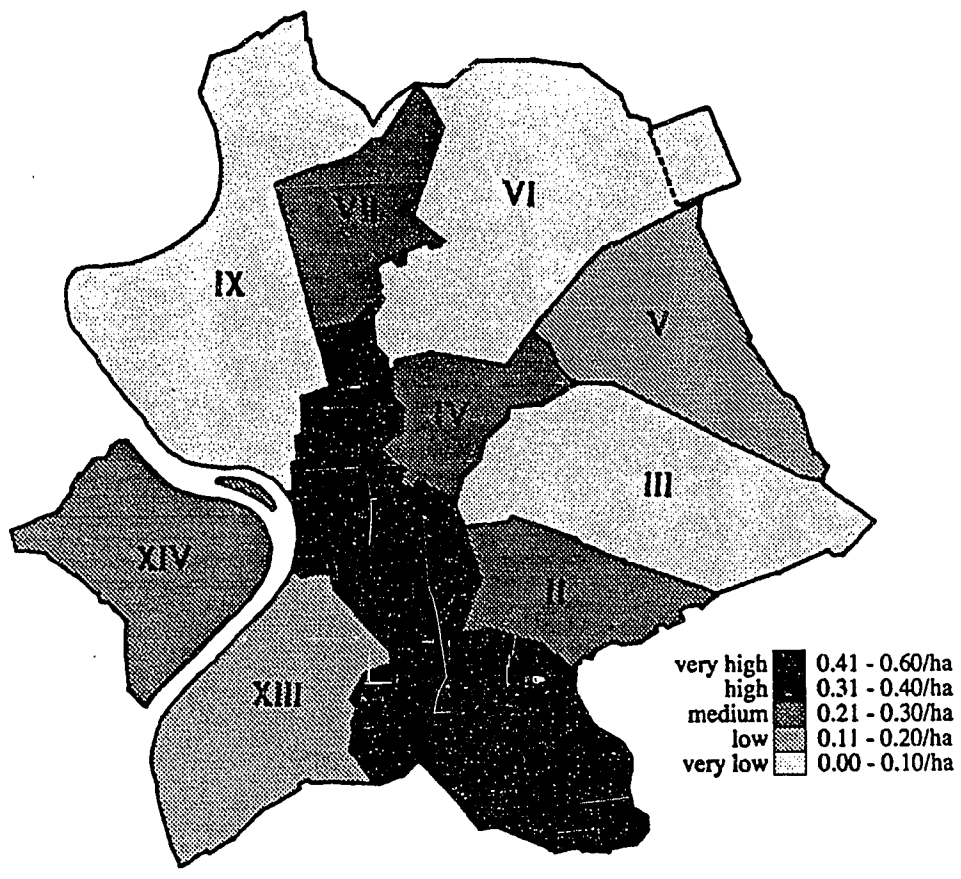 VII
VI
IX
V
IV
III
XIV
II
XIII
very high 0.41 - 0.60/ha
high 0.31 - 0.40/ha
medium 0.21 - 0.30/ha
low 0.11 - 0.20/ha
very low 0.00 - 0.10/ha